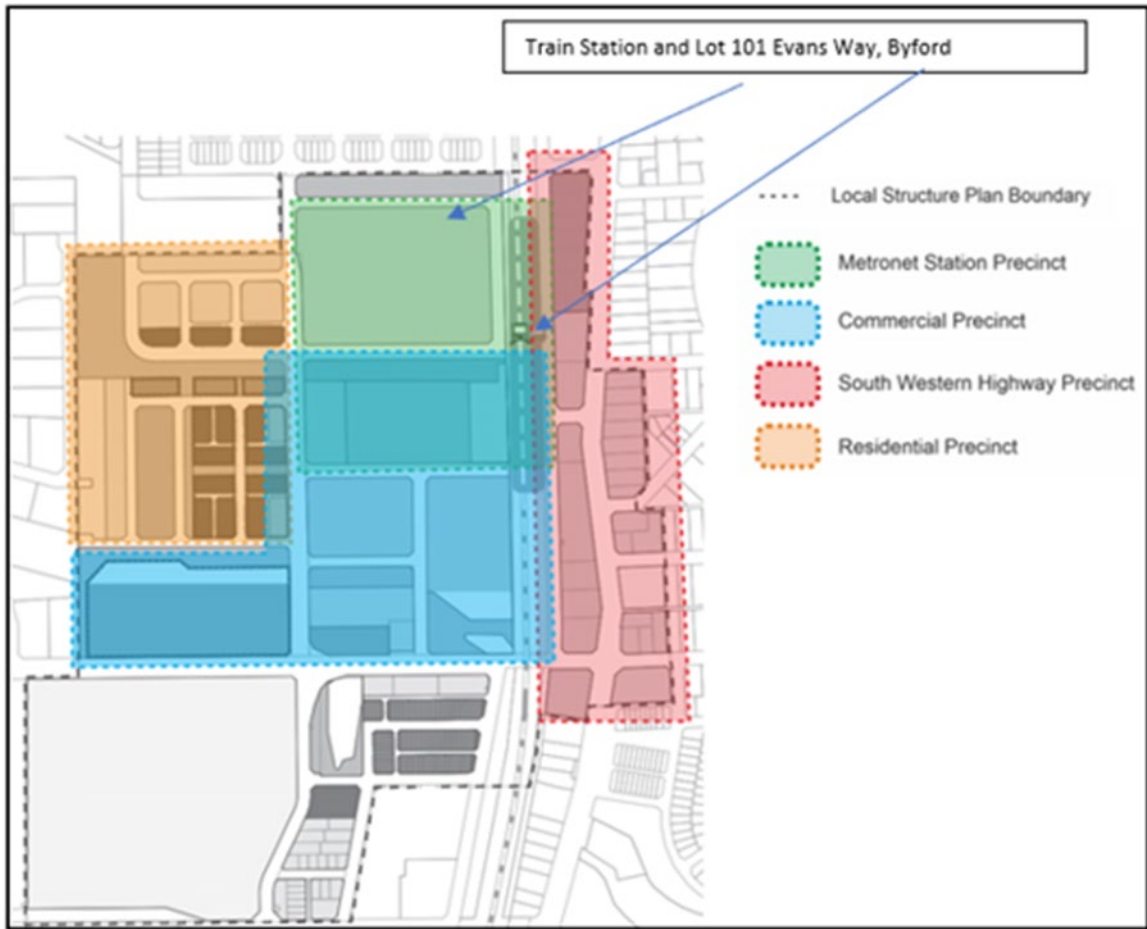 Train Station and Lot 101 Evans Way, Byford
Local Structure Plan Boundary
Metronet Station Precinct
Commercial Precinct
South Western Highway Precinct
Residential Precinct